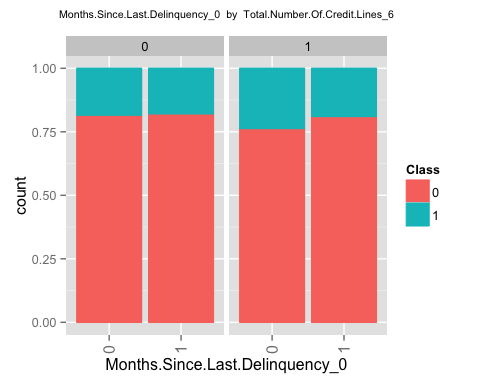 Months.Since.Last.Delinquency_0 by Total.Number.Of.Credit.Lines_6
0 1
1.00
0.75
0.50
0.25
0.00
count
0 1 0 1
Months.Since.Last.Delinquency_0
Class
0
1